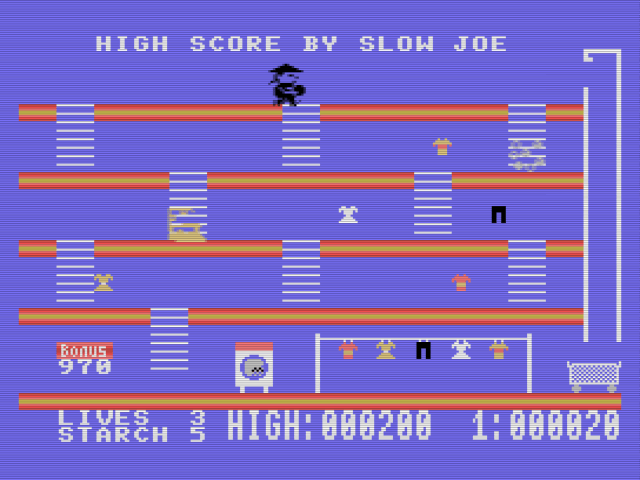 HIGH SCORE BY SLOW JOE
Bonus
970
LIVES 3 HIGH:000200 1:000020
STARCH 5